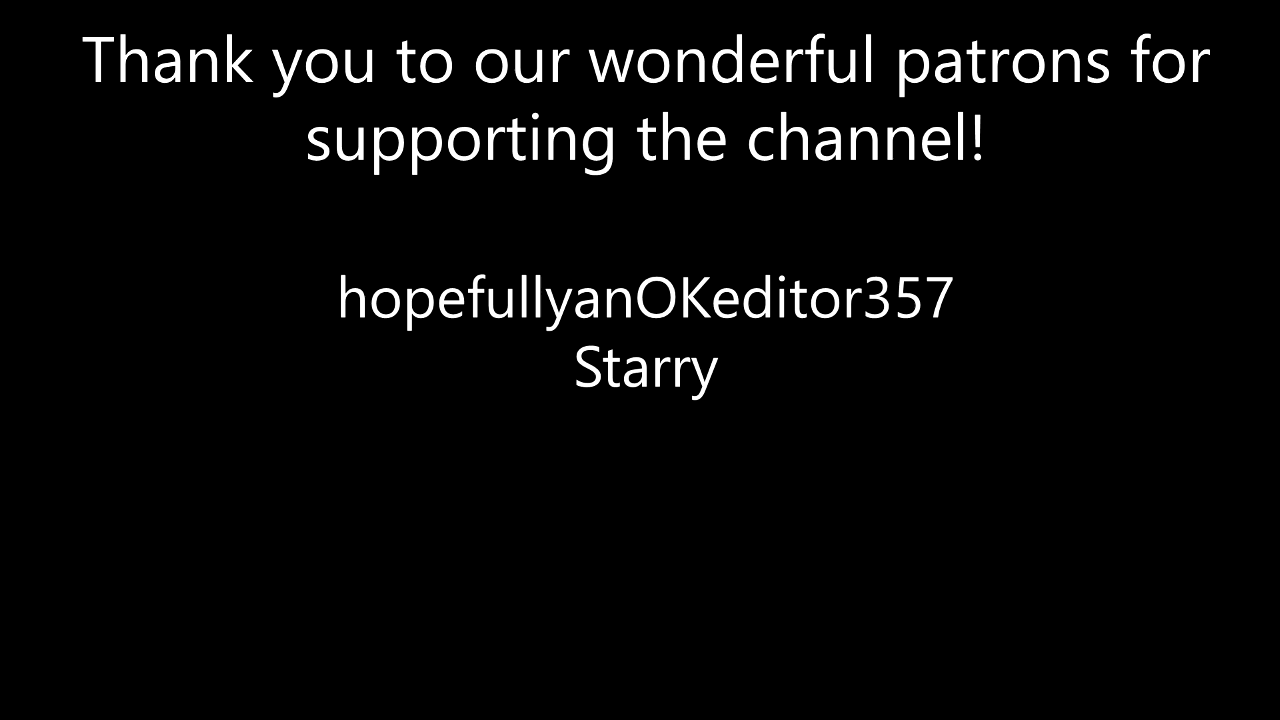 Thank you to our wonderful patrons for
supporting the channel!
hopefullyanOKeditor357
Starry